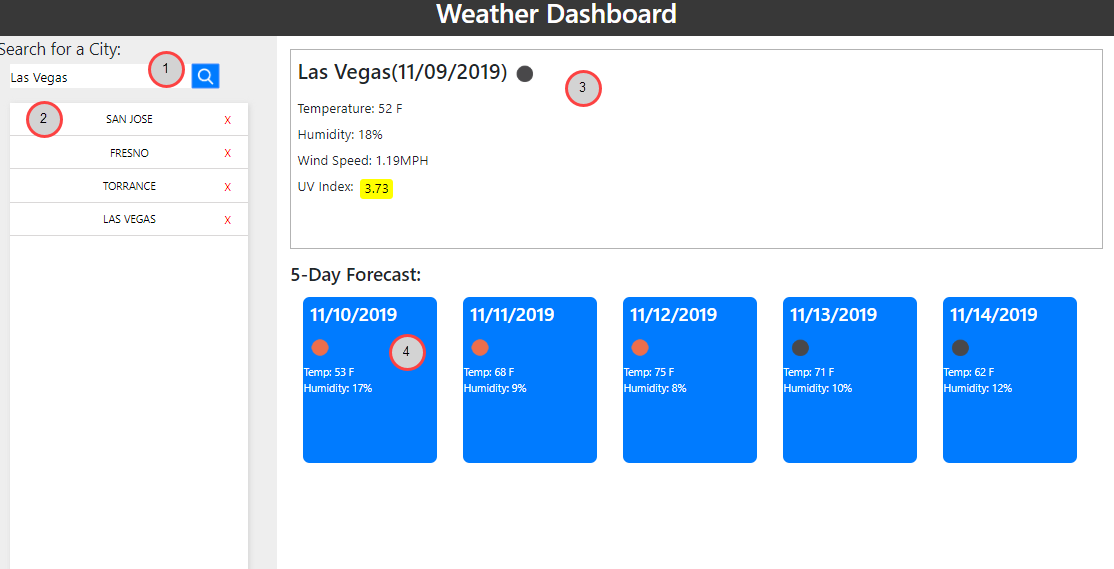 Weather Dashboard
Search for a City:
Las Vegas
1
2
SAN JOSE X
FRESNO X
TORRANCE X
LAS VEGAS X
Las Vegas(11/09/2019)
3
Temperature: 52 F
Humidity: 18%
Wind Speed: 1.19MPH
UV Index: 3.73
5-Day Forecast:
11/10/2019
4
Temp: 53 F
Humidity: 17%
11/11/2019
Temp: 68 F
Humidity: 9%
11/12/2019
Temp: 75 F
Humidity: 8%
11/13/2019
Temp: 71 F
Humidity: 10%
11/14/2019
Temp: 62 F
Humidity: 12%